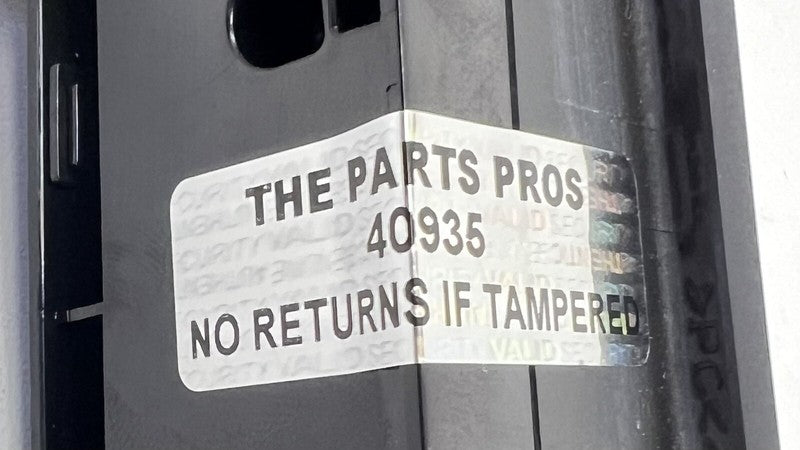 THE PARTS PROS
40935
NO RETURNS IF TAMPERED